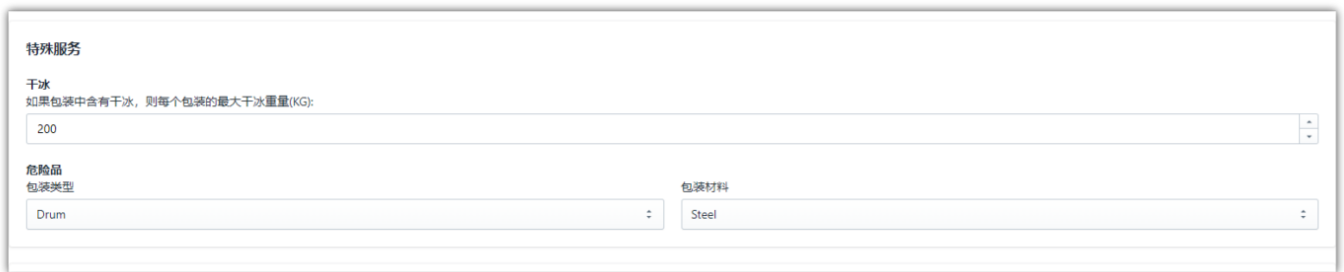 特殊服务
干冰
如果包装中含有干冰，则每个包装的最大干冰重量(KG):
200
危险品
包装类型 包装材料
Drum Steel